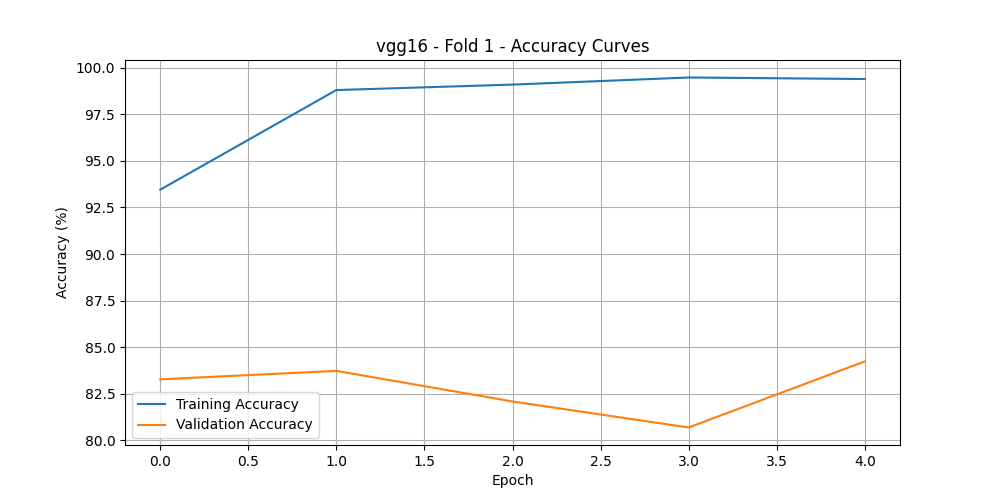 vgg16 - Fold 1 - Accuracy Curves
Accuracy (%)
100.0
97.5
95.0
92.5
90.0
87.5
85.0
82.5
80.0
Training Accuracy
Validation Accuracy
0.0 0.5 1.0 1.5 2.0 2.5 3.0 3.5 4.0
Epoch